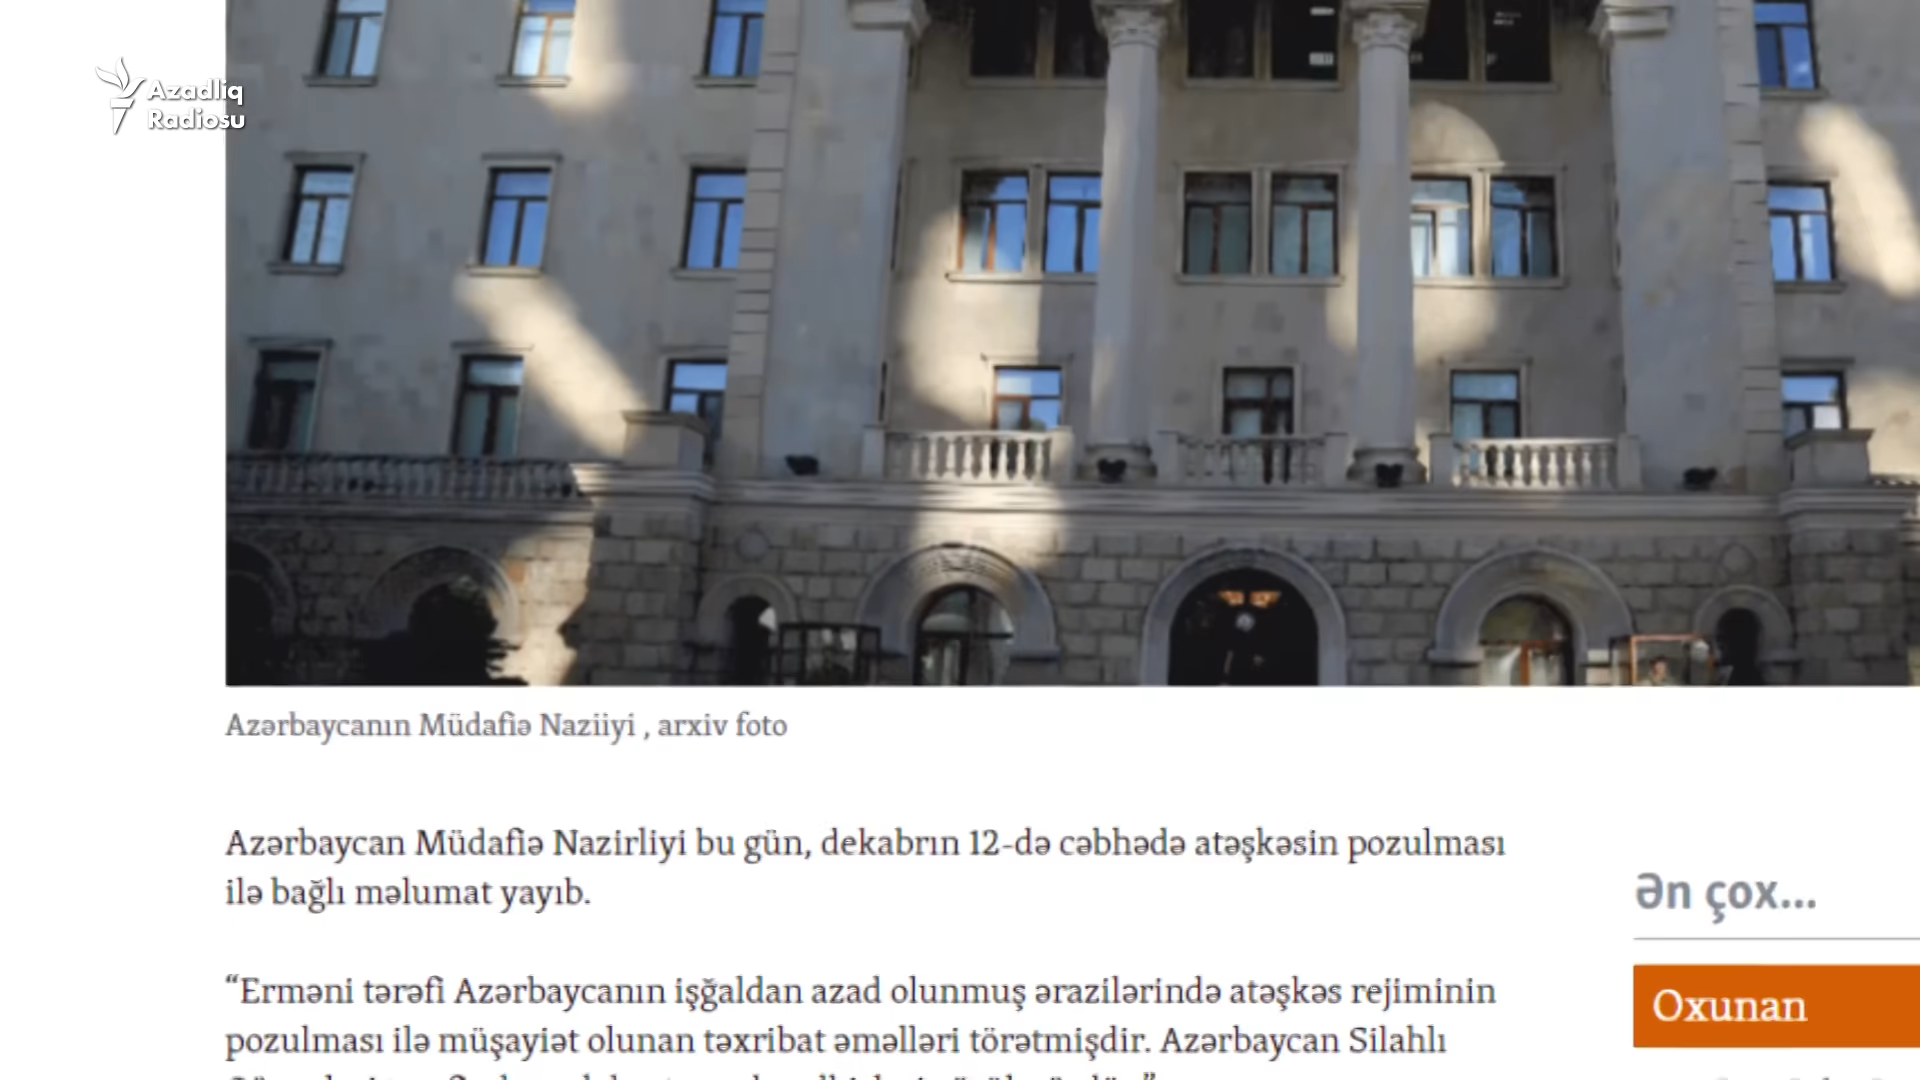 Azadlıq
Radiosu
Azərbaycanın Müdafiə Naziiyi , arxiv foto
Azərbaycan Müdafiə Nazirliyi bu gün, dekabrın 12-də cəbhədə atəşkəsin pozulması
ilə bağlı məlumat yayıb.
Ən çox...
“Erməni tərəfi Azərbaycanın işğaldan azad olunmuş ərazilərində atəşkəs rejiminin
Oxunan
pozulması ilə müşayiət olunan təxribat əməlləri törətmişdir. Azərbaycan Silahlı